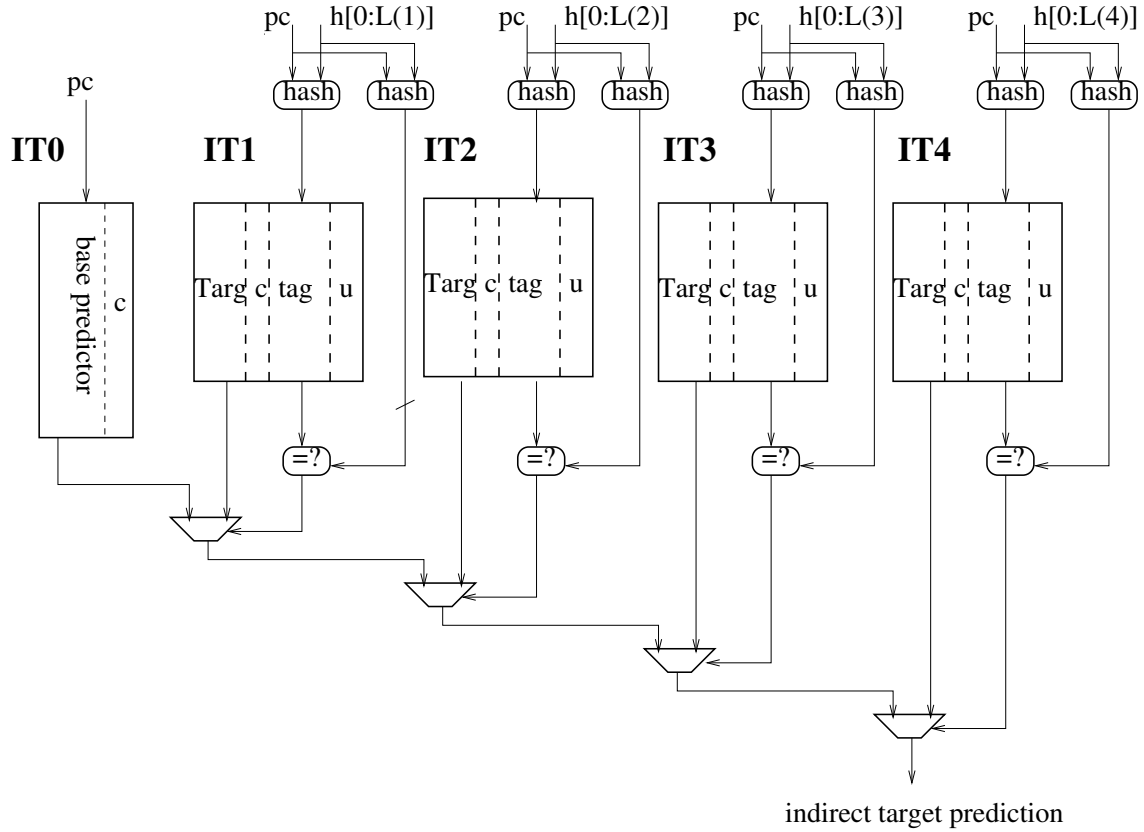 pc h[0:L(1)] pc h[0:L(2)] pc h[0:L(3)] pc h[0:L(4)]
pc
hash hash hash hash hash hash hash hash
IT0 IT1 IT2 IT3 IT4
base predictor
c
Targ c tag u
Targ c tag u
Targ c tag u
Targ c tag u
=? =? =? =?
indirect target prediction